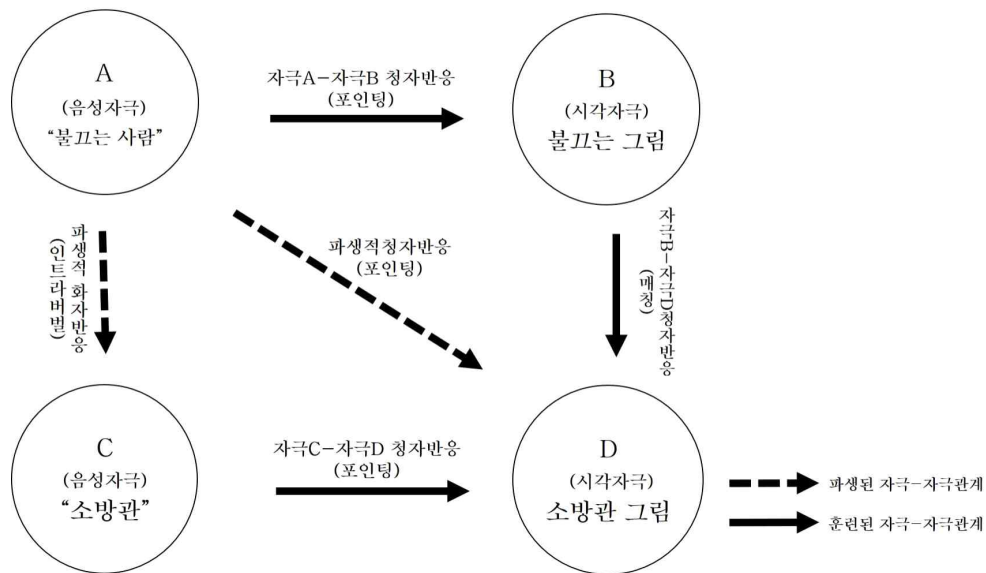 A
(음성자극)
“불끄는 사람”
자극A-자극B 청자반응
(포인팅)
B
(시각자극)
불끄는 그림
파생적 화자반응
(인트라버벌)
파생적청자반응
(포인팅)
자극B-자극D청자반응
(매칭)
C
(음성자극)
“소방관”
자극C-자극D 청자반응
(포인팅)
D
(시각자극)
소방관 그림
파생된 자극-자극관계
훈련된 자극-자극관계